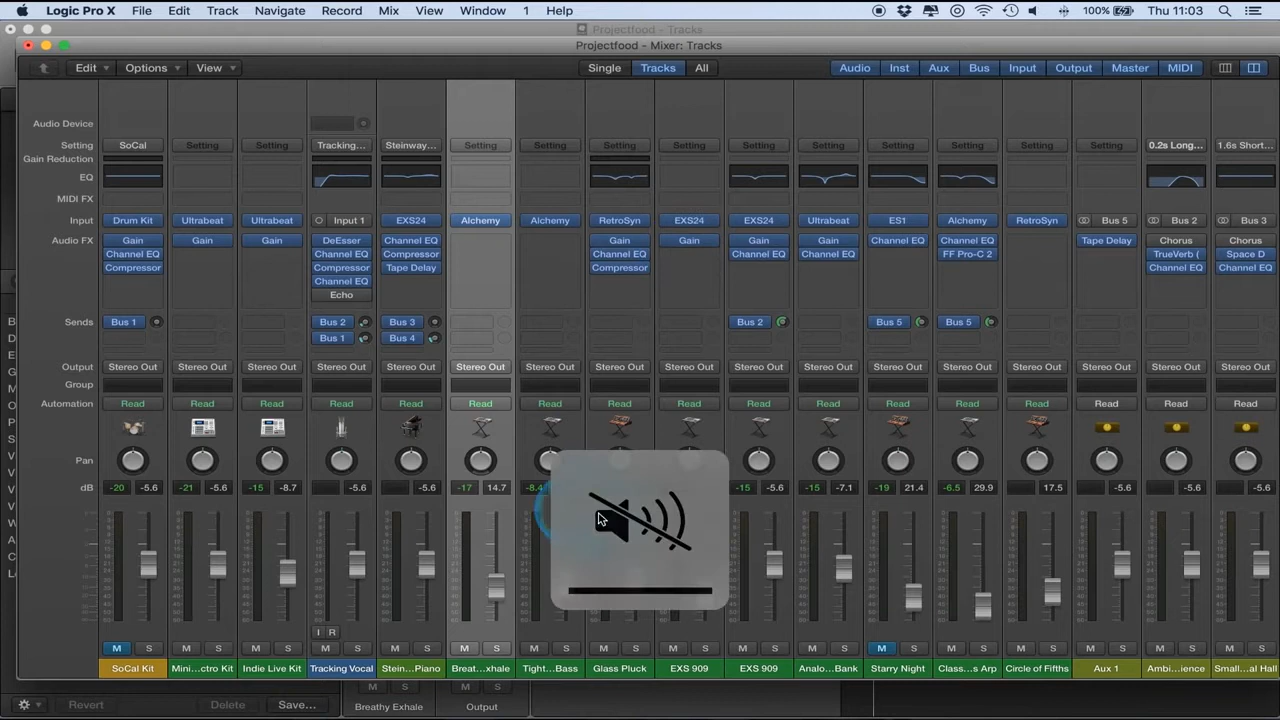 Logic Pro X File Edit Track Navigate Record Mix View Window 1 Help 100% Thu 11:03
Projectfood - Tracks
Projectfood - Mixer: Tracks
Edit Options View Single Tracks All Audio Inst Aux Bus Input Output Master MIDI
Audio Device
Setting SoCal Setting Setting Tracking... Steinway... Setting Setting Setting Setting Setting Setting Setting Setting Setting Setting 0.2s Long... 1.6s Short...
Gain Reduction
EQ
MIDI FX
Input Drum Kit Ultrabeat Ultrabeat Input 1 EXS24 Alchemy Alchemy RetroSyn EXS24 EXS24 Ultrabeat ES1 Alchemy RetroSyn Bus 5 Bus 2 Bus 3
Audio FX Gain Gain Gain DeEsser Channel EQ Gain Gain Gain Gain Channel EQ Channel EQ Tape Delay Chorus Chorus
Channel EQ Channel EQ Compressor Channel EQ Channel EQ Channel EQ FF Pro-C 2 TrueVerb ( Space D
Compressor Compressor Tape Delay Compressor Channel EQ Channel EQ
Channel EQ
Echo
Sends Bus 1 Bus 2 Bus 3 Bus 2 Bus 5 Bus 5
Bus 1 Bus 4
Output Stereo Out Stereo Out Stereo Out Stereo Out Stereo Out Stereo Out Stereo Out Stereo Out Stereo Out Stereo Out Stereo Out Stereo Out Stereo Out Stereo Out Stereo Out Stereo Out Stereo Out
Group
Automation Read Read Read Read Read Read Read Read Read Read Read Read Read Read Read Read Read
Pan
dB -20 -5.6 -21 -5.6 -15 -8.7 -5.6 -5.6 -17 14.7 -8.4 -15 -5.6 -15 -7.1 -19 21.4 -6.5 29.9 17.5 -5.6 -5.6 -5.6
I R
M S M S M S M S M S M S M S M S M S M S M S M S M S M S M S M S M S
SoCal Kit Mini...ctro Kit Indie Live Kit Tracking Vocal Stein...Piano Breat...xhale Tight...Bass Glass Pluck EXS 909 EXS 909 Analo...Bank Starry Night Class...s Arp Circle of Fifths Aux 1 Ambi...ience Small...al Hall
M S M S
Revert Delete Save... Breathy Exhale Output